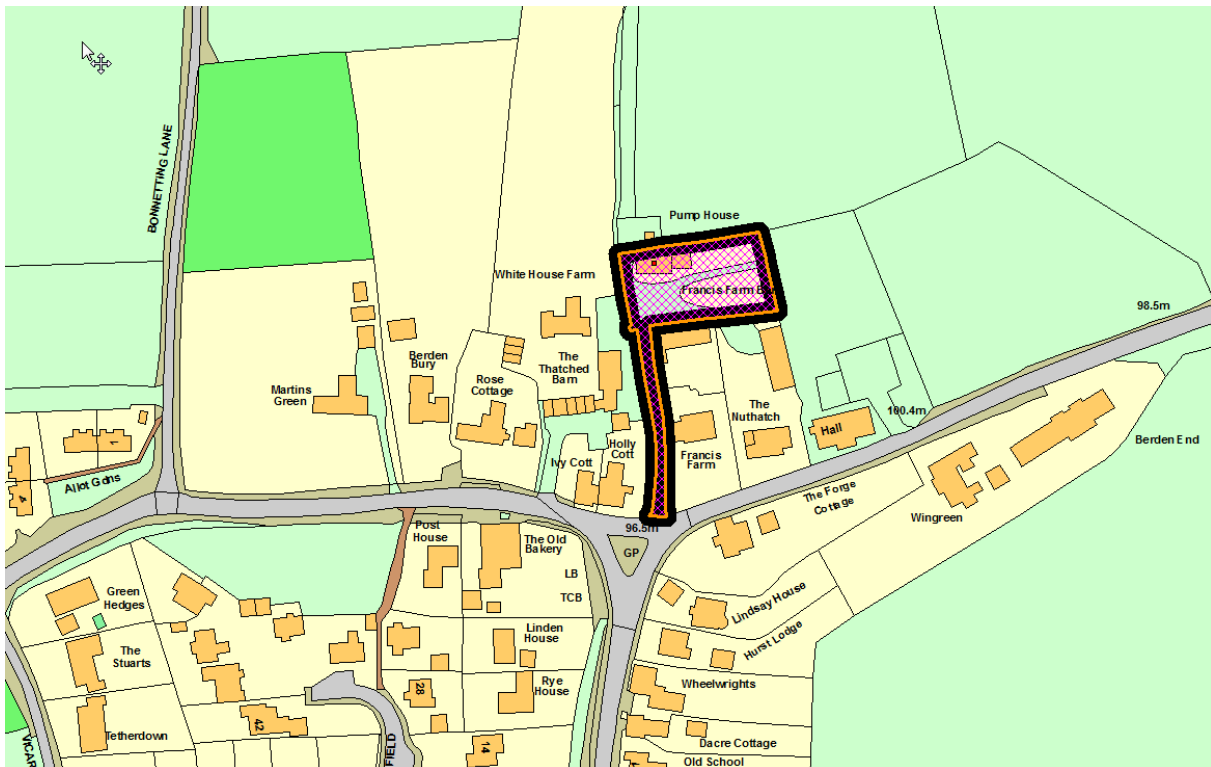 BONNETTING LANE
Pump House
White House Farm
Francis Farm
98.5m
The
Thatched
Barn
Berden
Bury
Rose
Cottage
Martins
Green
The
Nuthatch
100.4m
Hall
Berden End
1
4
Allot Gdns
Ivy Cott
Holly
Cott
Francis
Farm
The Forge
Cottage
Wingreen
96.5m
GP
Post
House
The Old
Bakery
LB
TCB
Green
Hedges
Lindsay House
Hurst Lodge
Linden
House
The
Stuarts
Rye
House
Wheelwrights
28
42
Tetherdown
14
Dacre Cottage
Old School
VICAR
FIELD